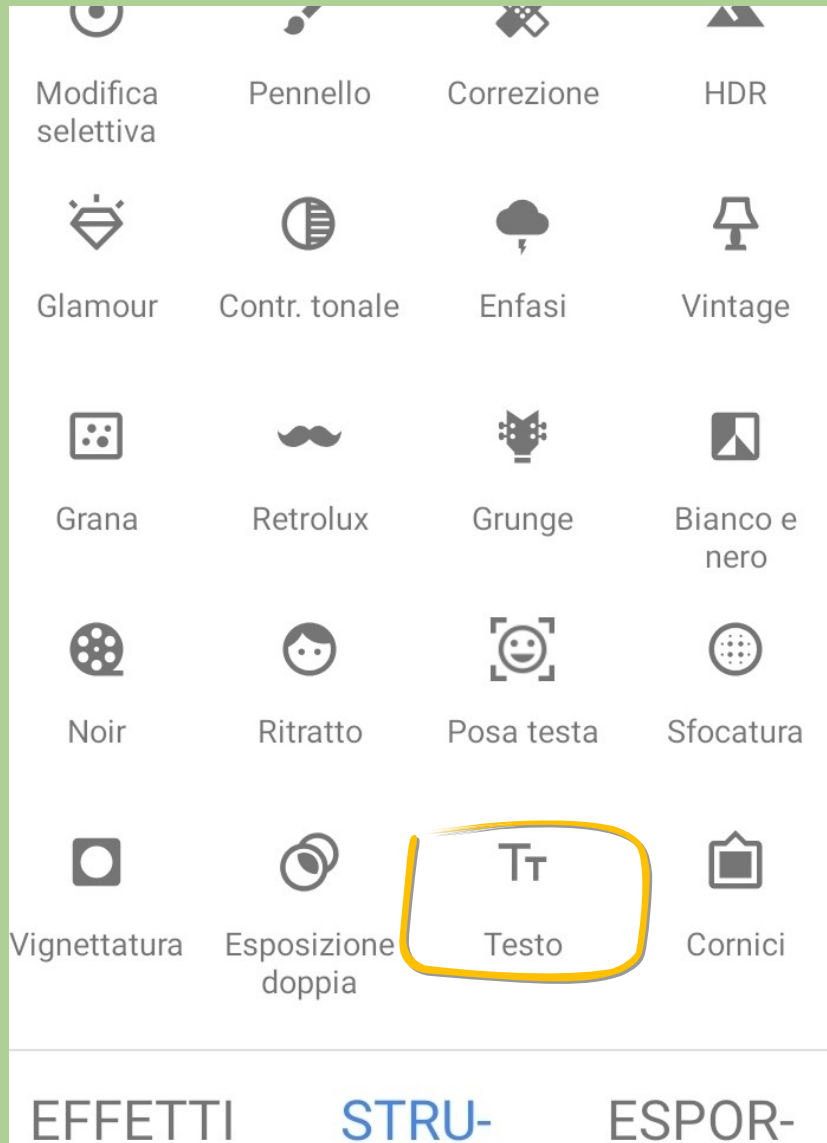 Modifica Pennello Correzione HDR
selettiva
Glamour Contr. tonale Enfasi Vintage
Grana Retrolux Grunge Bianco e
nero
Noir Ritratto Posa testa Sfocatura
TT
Vignettatura Esposizione Testo Cornici
doppia
EFFETTI STRU- ESPOR-